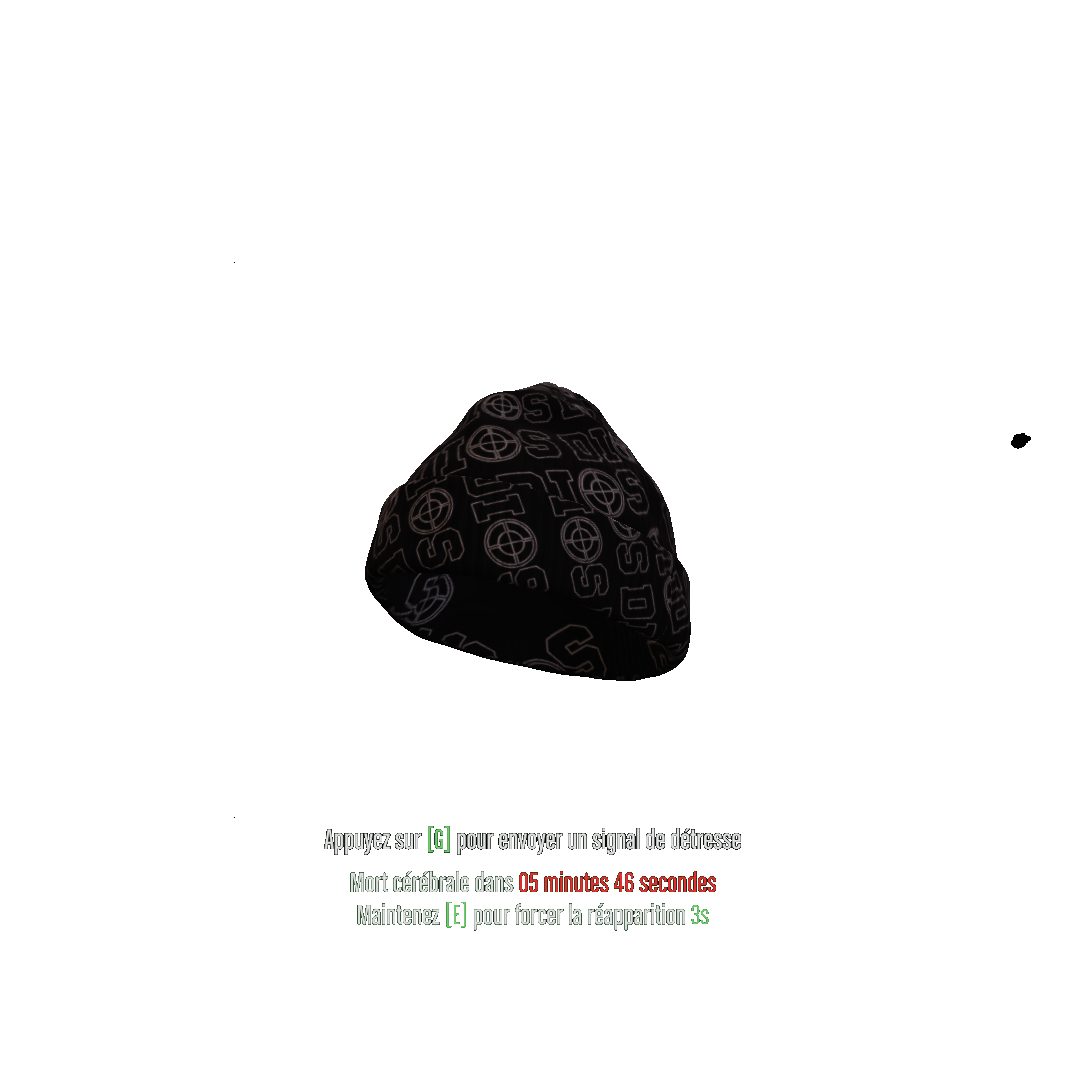 Appuyez sur [G] pour envoyer un signal de détresse
Mort cérébrale dans 05 minutes 46 secondes
Maintenez [E] pour forcer la réapparition 3s